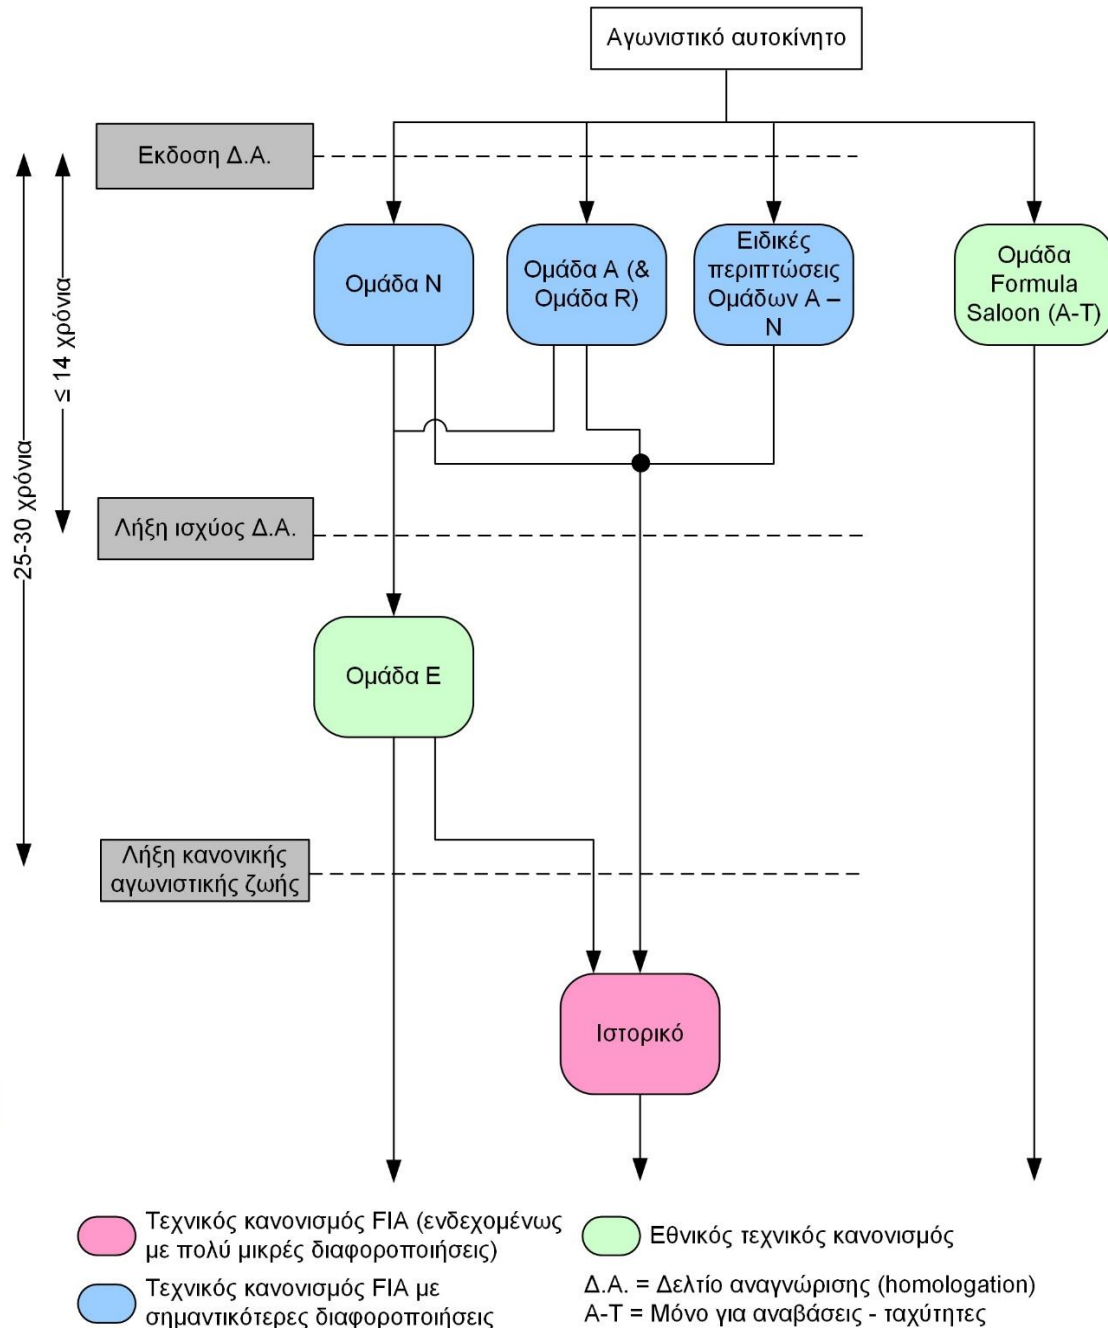 Αγωνιστικό αυτοκίνητο
Εκδοση Δ.Α.
Ομάδα Ν
Ομάδα Α (&
Ομάδα R)
Ειδικές
περιπτώσεις
Ομάδων Α –
Ν
Ομάδα
Formula
Saloon (Α-Τ)
≤ 14 χρόνια
25-30 χρόνια
Λήξη ισχύος Δ.Α.
Ομάδα Ε
Λήξη κανονικής
αγωνιστικής ζωής
Ιστορικό
Τεχνικός κανονισμός FIA (ενδεχομένως
με πολύ μικρές διαφοροποιήσεις)
Εθνικός τεχνικός κανονισμός
Τεχνικός κανονισμός FIA με
σημαντικότερες διαφοροποιήσεις
Δ.Α. = Δελτίο αναγνώρισης (homologation)
Α-Τ = Μόνο για αναβάσεις - ταχύτητες